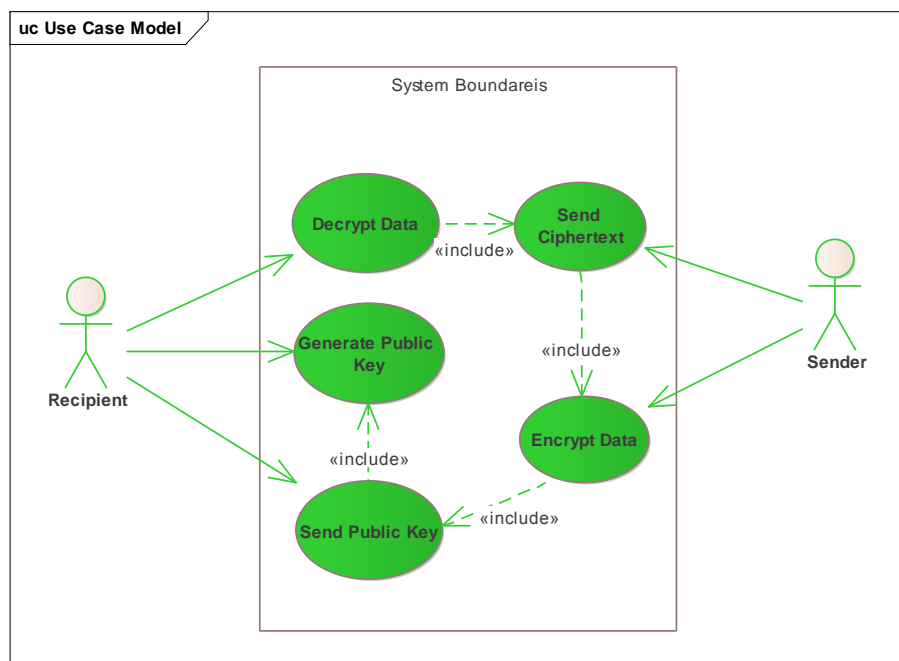 uc Use Case Model
System Boundareis
Decrypt Data
«include»
Send
Ciphertext
Recipient
Generate Public
Key
«include»
Sender
«include»
Send Public Key
«include»
Encrypt Data